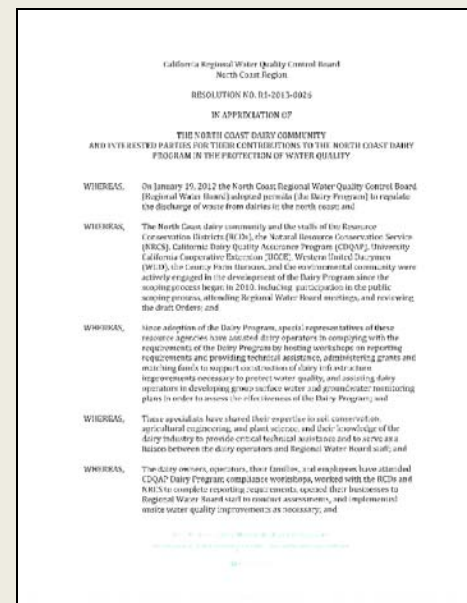 California Regional Water Quality Control Board
North Coast Region
RESOLUTION NO. R1-2013-0026
IN APPRECIATION OF
THE NORTH COAST DAIRY COMMUNITY
AND INTERESTED PARTIES FOR THEIR CONTRIBUTIONS TO THE NORTH COAST DAIRY
PROGRAM IN THE PROTECTION OF WATER QUALITY
WHEREAS, On January 19, 2012 the North Coast Regional Water Quality Control Board
(Regional Water Board) adopted permits (the Dairy Program) to regulate
the discharge of waste from dairies in the north coast; and
WHEREAS, The North Coast dairy community and the staffs of the Resource
Conservation Districts (RCDs), the Natural Resource Conservation Service
(NRCS), California Dairy Quality Assurance Program (CDQAP), University
California Cooperative Extension (UCCE), Western United Dairymen
(WUD), the County Farm Bureaus, and the environmental community were
actively engaged in the development of the Dairy Program since the
scoping process began in 2010, including participation in the public
scoping process, attending Regional Water Board meetings, and reviewing
the draft Orders; and
WHEREAS, Since adoption of the Dairy Program, special representatives of these
resource agencies have assisted dairy operators in complying with the
requirements of the Dairy Program by hosting workshops on reporting
requirements and providing technical assistance, administering grants and
matching funds to support construction of dairy infrastructure
improvements necessary to protect water quality, and assisting dairy
operators in developing group surface water and groundwater monitoring
plans in order to assess the effectiveness of the Dairy Program; and
WHEREAS, These specialists have shared their expertise in soil conservation,
agricultural engineering, and plant science, and their knowledge of the
dairy industry to provide critical technical assistance and to serve as a
liaison between the dairy operators and Regional Water Board staff; and
WHEREAS, The dairy owners, operators, their families, and employees have attended
CDQAP Dairy Program compliance workshops, worked with the RCDs and
NRCS to complete reporting requirements, opened their businesses to
Regional Water Board staff to conduct assessments, and implemented
onsite water quality improvements as necessary; and